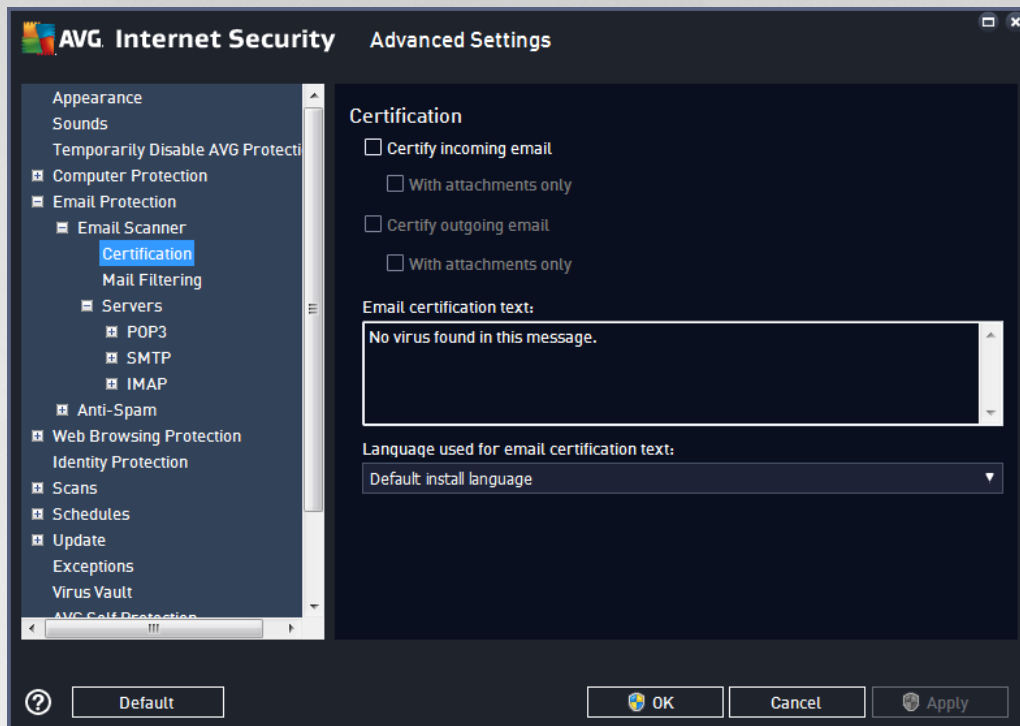 AVG Internet Security Advanced Settings
Appearance
Sounds
Temporarily Disable AVG Protecti
Computer Protection
Email Protection
Email Scanner
Certification
Mail Filtering
Servers
POP3
SMTP
IMAP
Anti-Spam
Web Browsing Protection
Identity Protection
Scans
Schedules
Update
Exceptions
Virus Vault
AVG Self Protection
Certification
Certify incoming email
With attachments only
Certify outgoing email
With attachments only
Email certification text:
No virus found in this message.
Language used for email certification text:
Default install language
? Default OK Cancel Apply